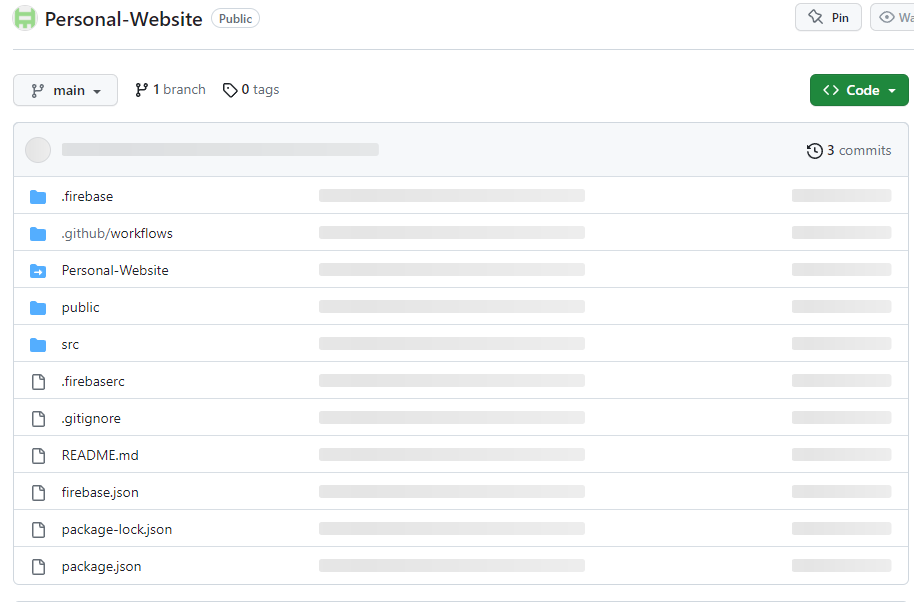 Personal-Website Public Pin
main 1 branch 0 tags Code
3 commits
.firebase
.github/workflows
Personal-Website
public
src
.firebaserc
.gitignore
README.md
firebase.json
package-lock.json
package.json